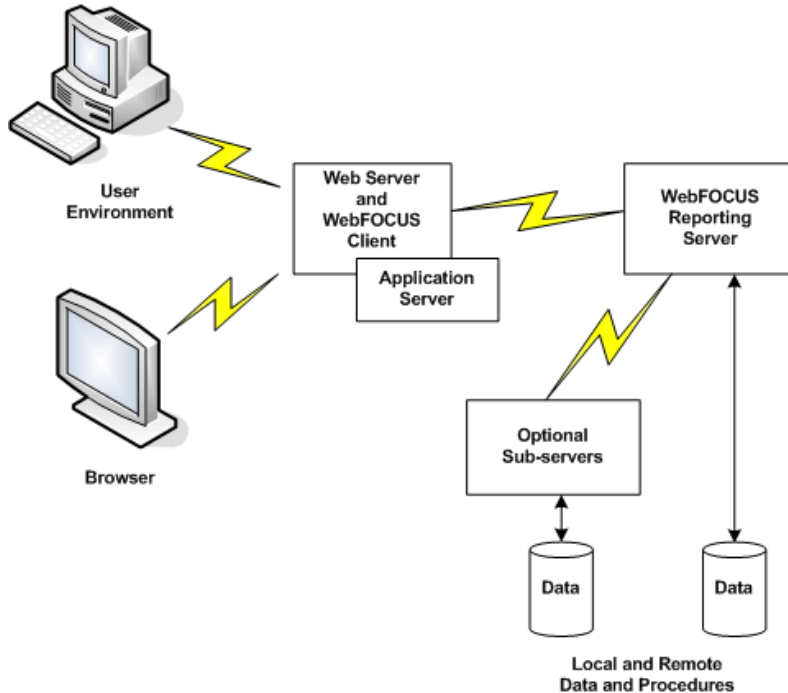 User
Environment
Web Server
and
WebFOCUS
Client
Application
Server
WebFOCUS
Reporting
Server
Browser
Optional
Sub-servers
Data
Data
Local and Remote
Data and Procedures